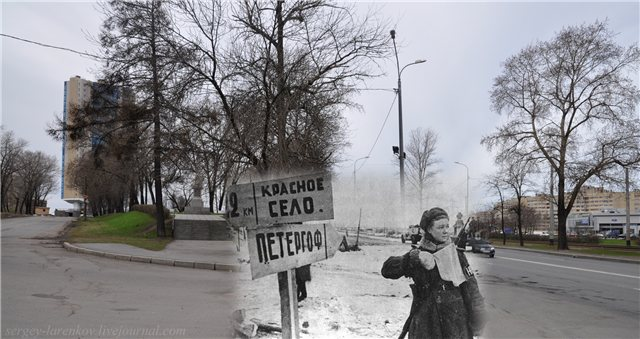 2
КМ
КРАСНОЕ
СЕЛО.
ПЕТЕРГОФ
sergey-larenkov.livejournal.com